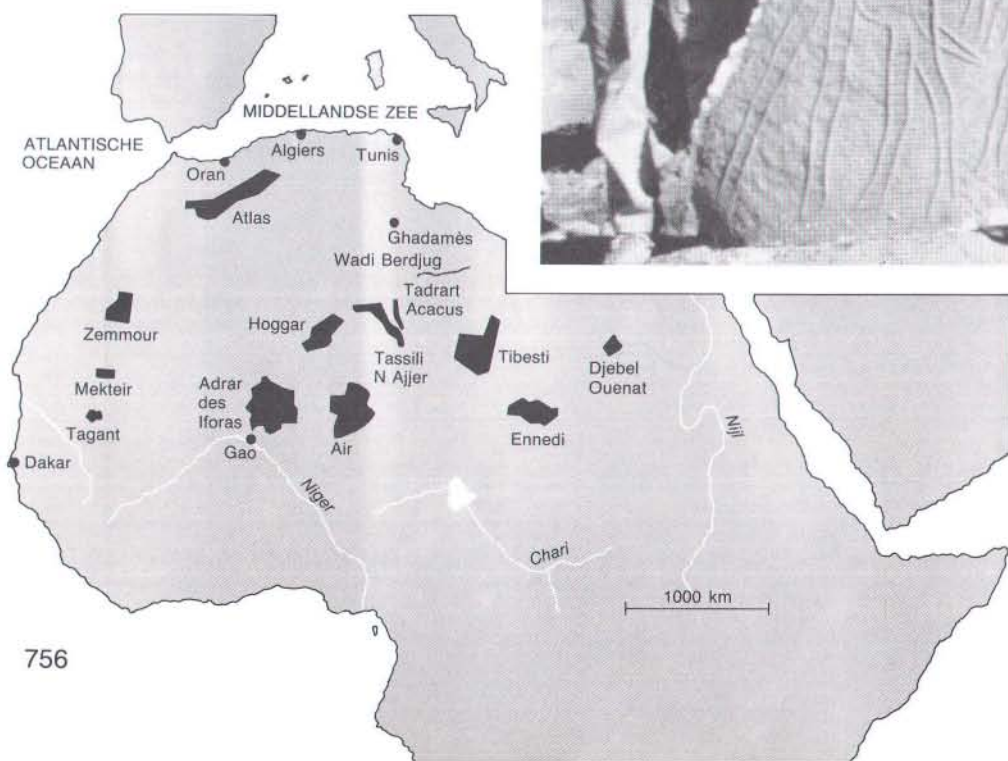 MIDDELLANDSE ZEE
ATLANTISCHE
OCEAAN
Algiers
Tunis
Oran
Atlas
Ghadamès
Wadi Berdjug
Tadrart
Acacus
Zemmour
Hoggar
Tassili
N Ajjer
Tibesti
Djebel
Ouenat
Mekteir
Adrar
des
Iforas
Tagant
Air
Ennedi
Nijl
Dakar
Gao
Niger
Chari
1000 km
756